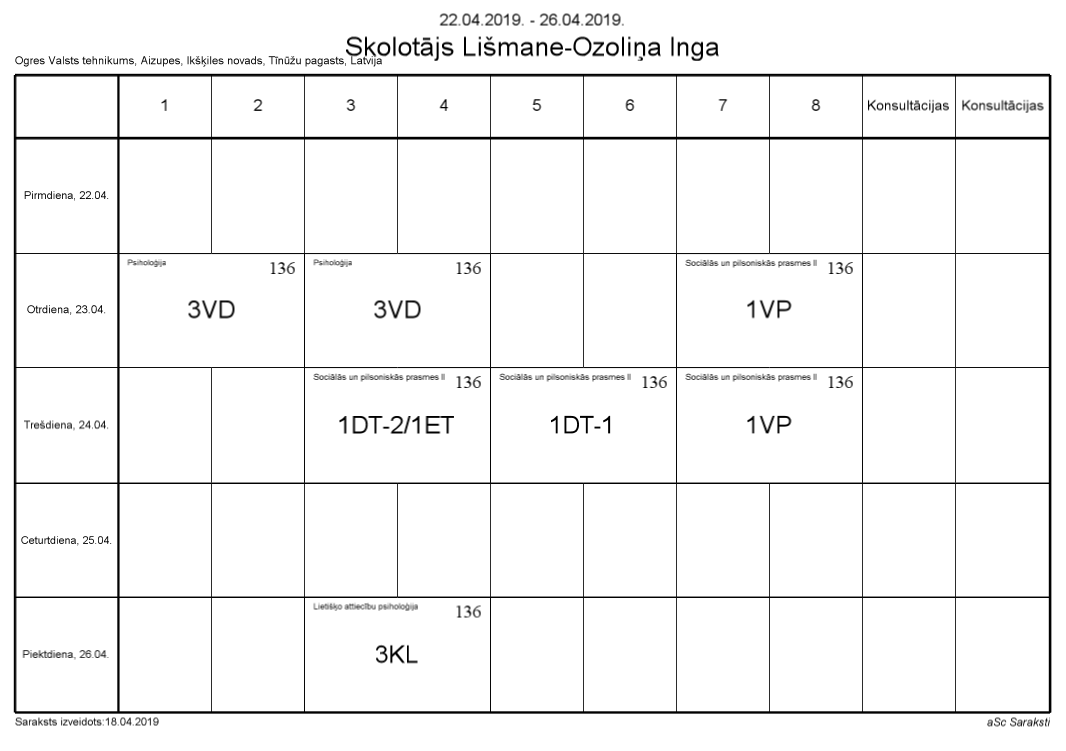 22.04.2019. - 26.04.2019.
Skolotājs Lišmane-Ozoliņa Inga
Ogres Valsts tehnikums, Aizupes, Ikšķiles novads, Tīnūžu pagasts, Latvija
1 2 3 4 5 6 7 8 Konsultācijas Konsultācijas
Pirmdiena, 22.04.
Psiholoģija 136 Psiholoģija 136 Sociālās un pilsoniskās prasmes II 136
Otrdiena, 23.04. 3VD 3VD 1VP
Sociālās un pilsoniskās prasmes II 136 Sociālās un pilsoniskās prasmes II 136 Sociālās un pilsoniskās prasmes II 136
Trešdiena, 24.04. 1DT-2/1ET 1DT-1 1VP
Ceturtdiena, 25.04.
Lietišķo attiecību psiholoģija 136
Piektdiena, 26.04. 3KL
Saraksts izveidots:18.04.2019 aSc Saraksti